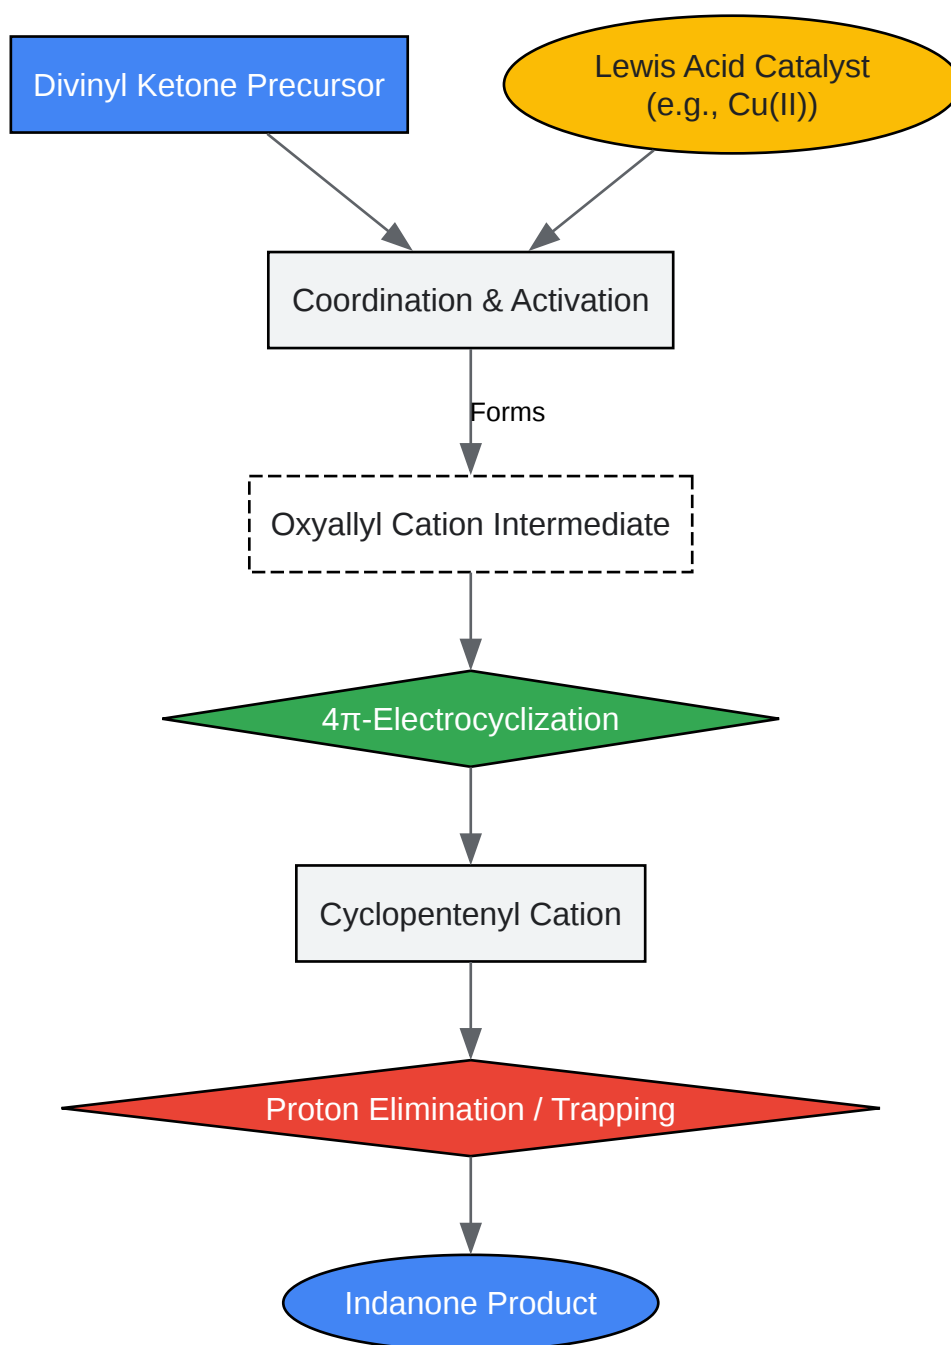 Divinyl Ketone Precursor
Lewis Acid Catalyst
(e.g., Cu(II))
Coordination & Activation
Forms
Oxyallyl Cation Intermediate
4π-Electrocyclization
Cyclopentenyl Cation
Proton Elimination / Trapping
Indanone Product